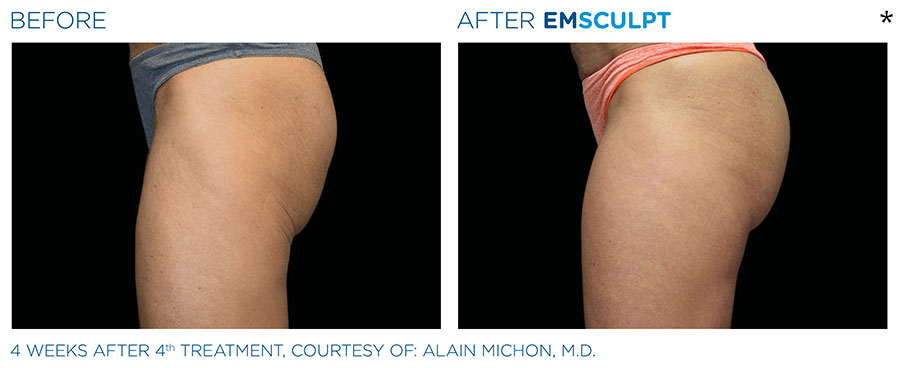 BEFORE
AFTER EMSCULPT *
4 WEEKS AFTER 4th TREATMENT, COURTESY OF: ALAIN MICHON, M.D.